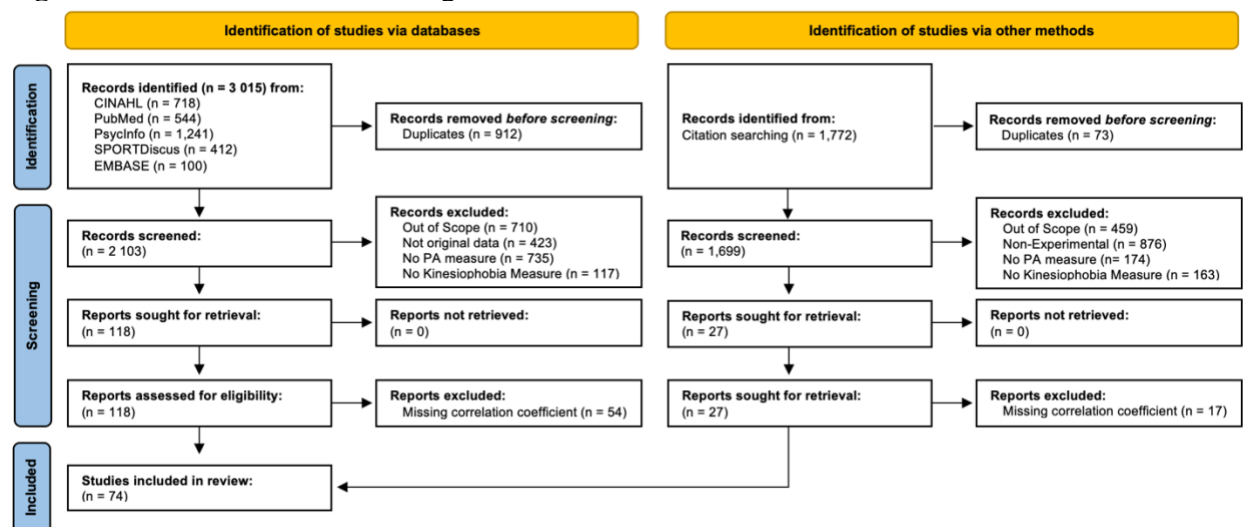 Identification of studies via databases
Identification of studies via other methods
Identification
Records identified (n = 3 015) from:
CINAHL (n = 718)
PubMed (n = 544)
PsycInfo (n = 1,241)
SPORTDiscus (n = 412)
EMBASE (n = 100)
Records removed before screening:
Duplicates (n = 912)
Records identified from:
Citation searching (n = 1,772)
Records removed before screening:
Duplicates (n = 73)
Screening
Records screened:
(n = 2 103)
Records excluded:
Out of Scope (n = 710)
Not original data (n = 423)
No PA measure (n = 735)
No Kinesiophobia Measure (n = 117)
Records screened:
(n = 1,699)
Records excluded:
Out of Scope (n = 459)
Non-Experimental (n = 876)
No PA measure (n= 174)
No Kinesiophobia Measure (n = 163)
Reports sought for retrieval:
(n = 118)
Reports not retrieved:
(n = 0)
Reports sought for retrieval:
(n = 27)
Reports not retrieved:
(n = 0)
Reports assessed for eligibility:
(n = 118)
Reports excluded:
Missing correlation coefficient (n = 54)
Reports sought for retrieval:
(n = 27)
Reports excluded:
Missing correlation coefficient (n = 17)
Included
Studies included in review:
(n = 74)